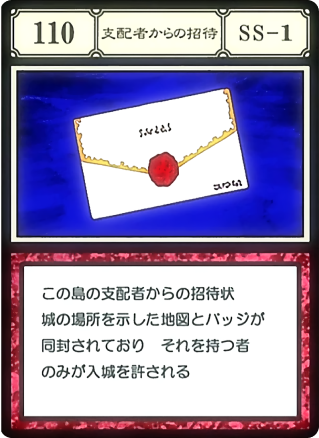 110
支配者からの招待
SS-1
この島の支配者からの招待状
城の場所を示した地図とバッジが
同封されており　それを持つ者
のみが入城を許される